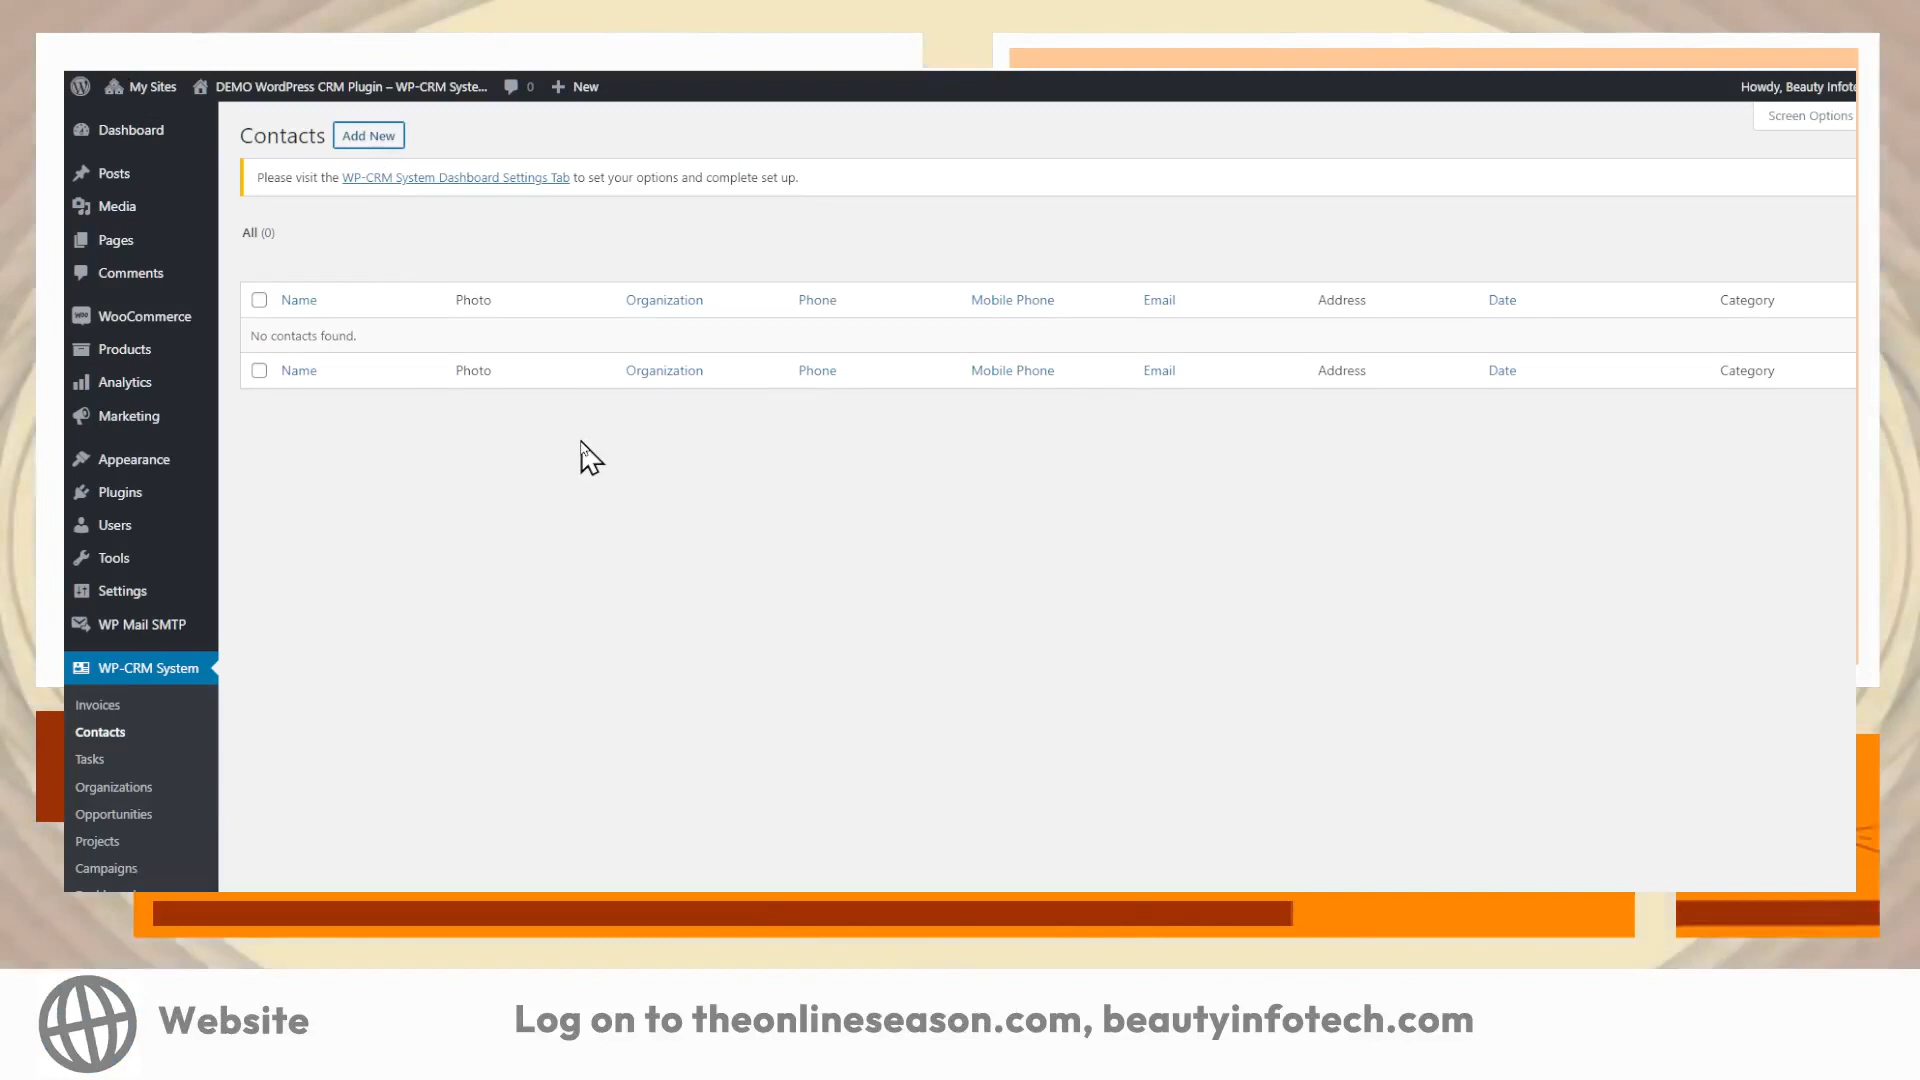 My Sites
DEMO WordPress CRM Plugin – WP-CRM Syste...
0
New
Howdy, Beauty
Screen Options
Dashboard
Posts
Media
Pages
Comments
WooCommerce
Products
Analytics
Marketing
Appearance
Plugins
Users
Tools
Settings
WP Mail SMTP
WP-CRM System
Invoices
Contacts
Tasks
Organizations
Opportunities
Projects
Campaigns
Contacts Add New
Please visit the WP-CRM System Dashboard Settings Tab to set your options and complete set up.
All (0)
Name Photo Organization Phone Mobile Phone Email Address Date Category
No contacts found.
Name Photo Organization Phone Mobile Phone Email Address Date Category
Website
Log on to theonlineseason.com, beautyinfotech.com